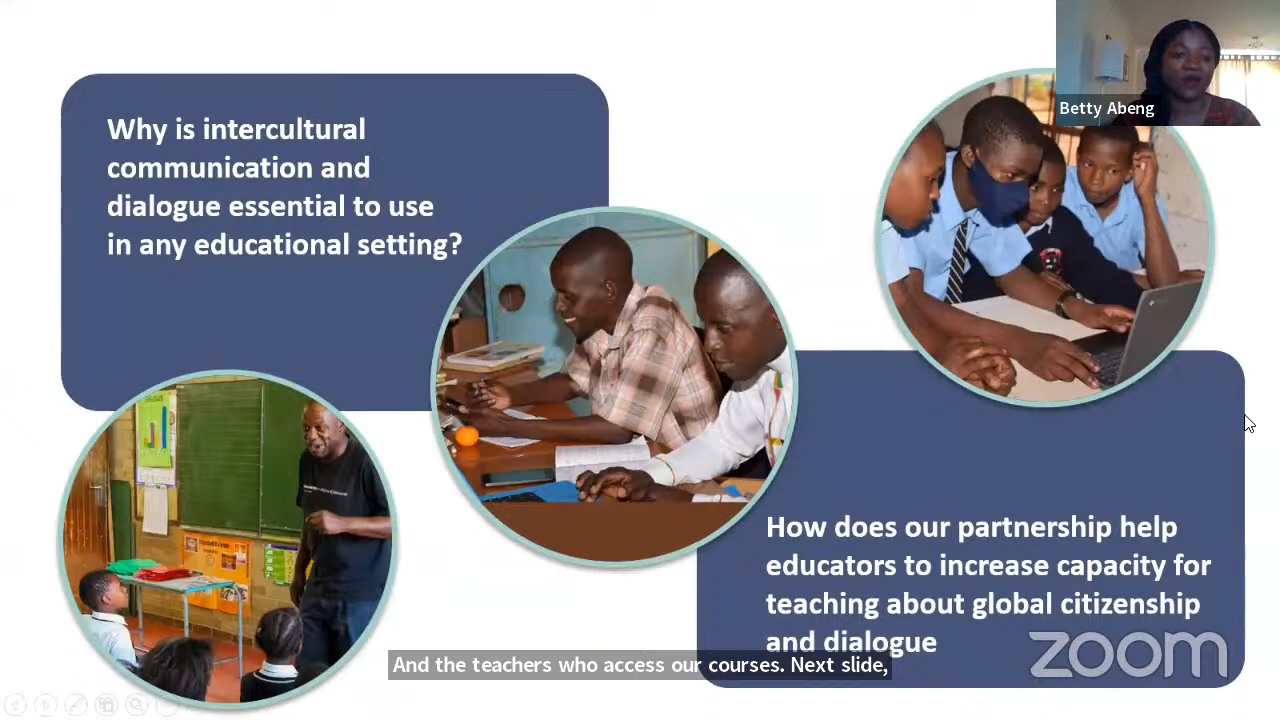 Why is intercultural
communication and
dialogue essential to use
in any educational setting?
Betty Abeng
How does our partnership help
educators to increase capacity for
teaching about global citizenship
and dialogue
zoom
And the teachers who access our courses. Next slide,